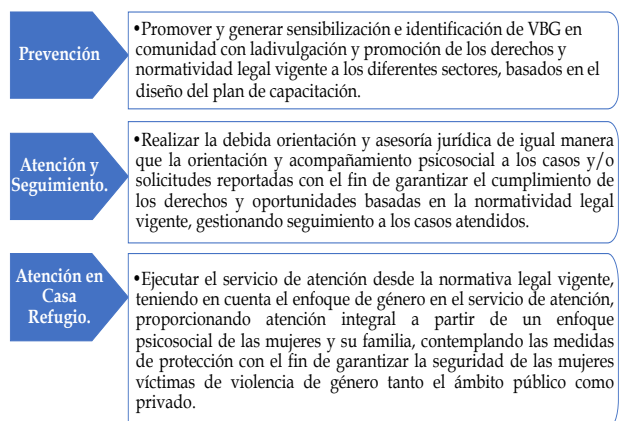 Prevención
•Promover y generar sensibilización e identificación de VBG en
comunidad con ladivulgación y promoción de los derechos y
normatividad legal vigente a los diferentes sectores, basados en el
diseño del plan de capacitación.
Atención y
Seguimiento.
•Realizar la debida orientación y asesoría jurídica de igual manera
que la orientación y acompañamiento psicosocial a los casos y/o
solicitudes reportadas con el fin de garantizar el cumplimiento de
los derechos y oportunidades basadas en la normatividad legal
vigente, gestionando seguimiento a los casos atendidos.
Atención en
Casa
Refugio.
•Ejecutar el servicio de atención desde la normativa legal vigente,
teniendo en cuenta el enfoque de género en el servicio de atención,
proporcionando atención integral a partir de un enfoque
psicosocial de las mujeres y su familia, contemplando las medidas
de protección con el fin de garantizar la seguridad de las mujeres
víctimas de violencia de género tanto el ámbito público como
privado.